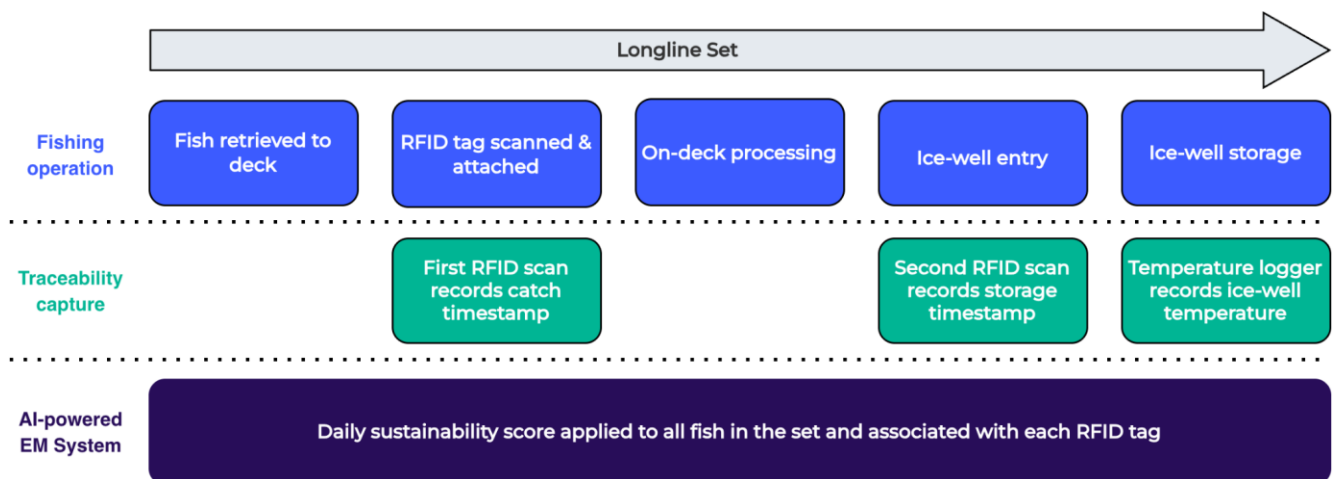 Longline Set
Fishing
operation
Fish retrieved to
deck
RFID tag scanned &
attached
On-deck processing
Ice-well entry
Ice-well storage
Traceability
capture
First RFID scan
records catch
timestamp
Second RFID scan
records storage
timestamp
Temperature logger
records ice-well
temperature
AI-powered
EM System
Daily sustainability score applied to all fish in the set and associated with each RFID tag